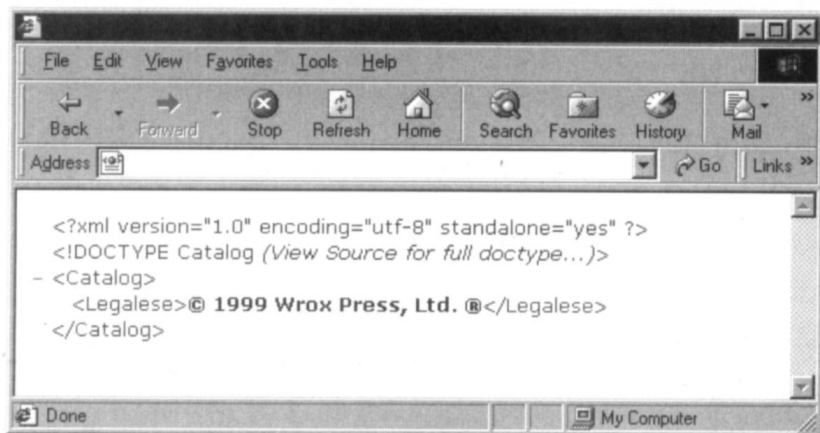 File Edit View Favorites Tools Help
Back Forward Stop Refresh Home Search Favorites History Mail »
Address Go Links »
<?xml version="1.0" encoding="utf-8" standalone="yes" ?>
<!DOCTYPE Catalog (View Source for full doctype...)>
– <Catalog>
<Legalese>© 1999 Wrox Press, Ltd. ®</Legalese>
</Catalog>
Done My Computer